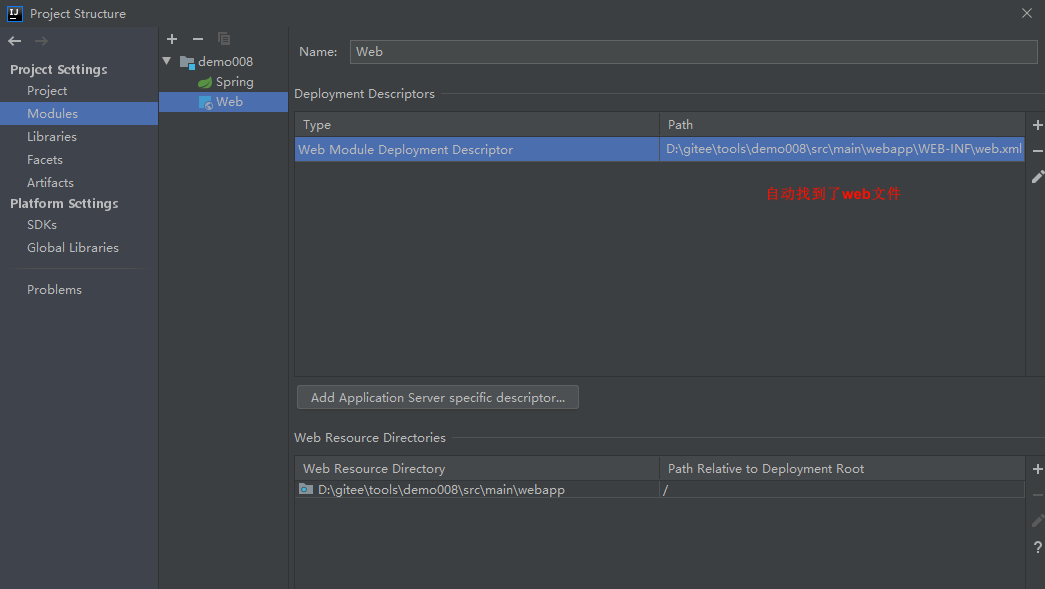 Project Structure
Project Settings
Project
Modules
Libraries
Facets
Artifacts
Platform Settings
SDKs
Global Libraries
Problems
demo008
Spring
Web
Name: Web
Deployment Descriptors
Type Path
Web Module Deployment Descriptor D:\gitee\tools\demo008\src\main\webapp\WEB-INF\web.xml
自动找到了web文件
Add Application Server specific descriptor...
Web Resource Directories
Web Resource Directory Path Relative to Deployment Root
D:\gitee\tools\demo008\src\main\webapp /